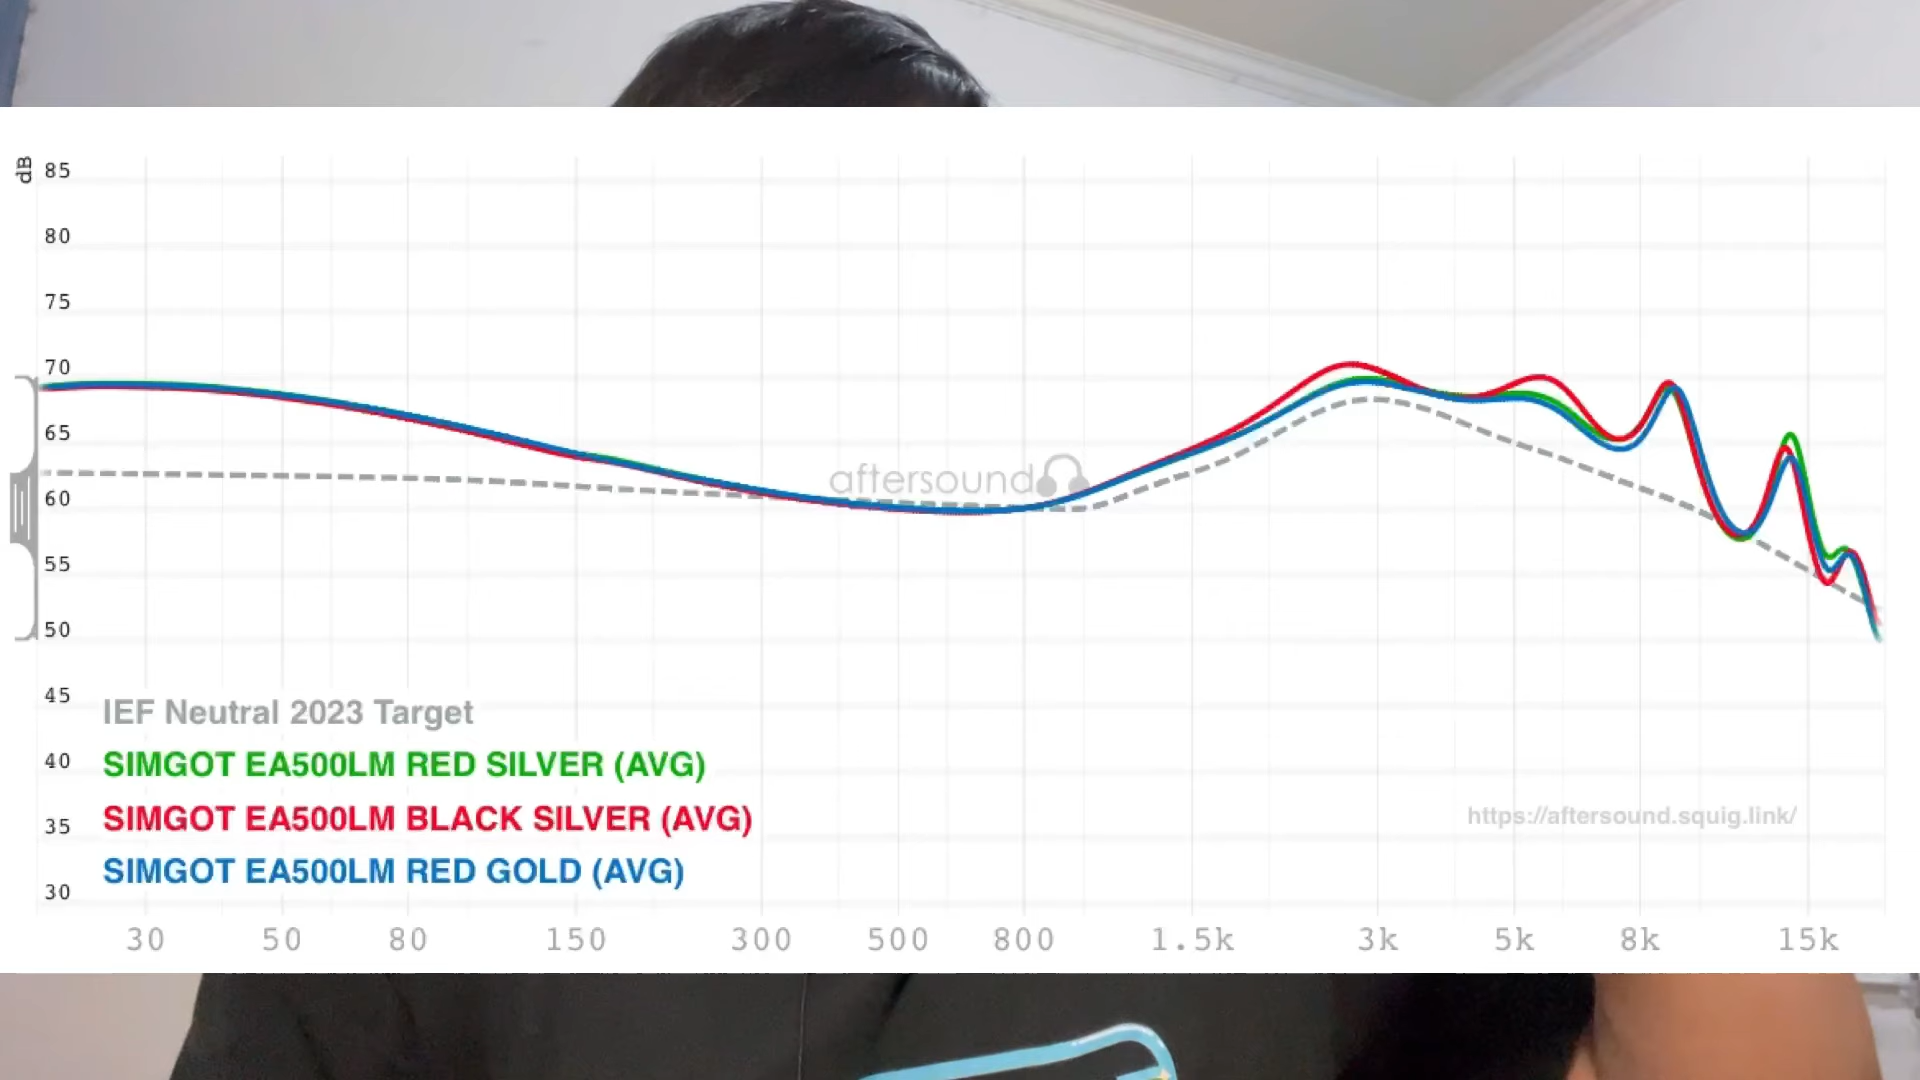 dB
85
80
75
70
65
60
55
50
45
40
35
30
aftersound
IEF Neutral 2023 Target
SIMGOT EA500LM RED SILVER (AVG)
SIMGOT EA500LM BLACK SILVER (AVG)
SIMGOT EA500LM RED GOLD (AVG)
https://aftersound.squig.link/
30 50 80 150 300 500 800 1.5k 3k 5k 8k 15k